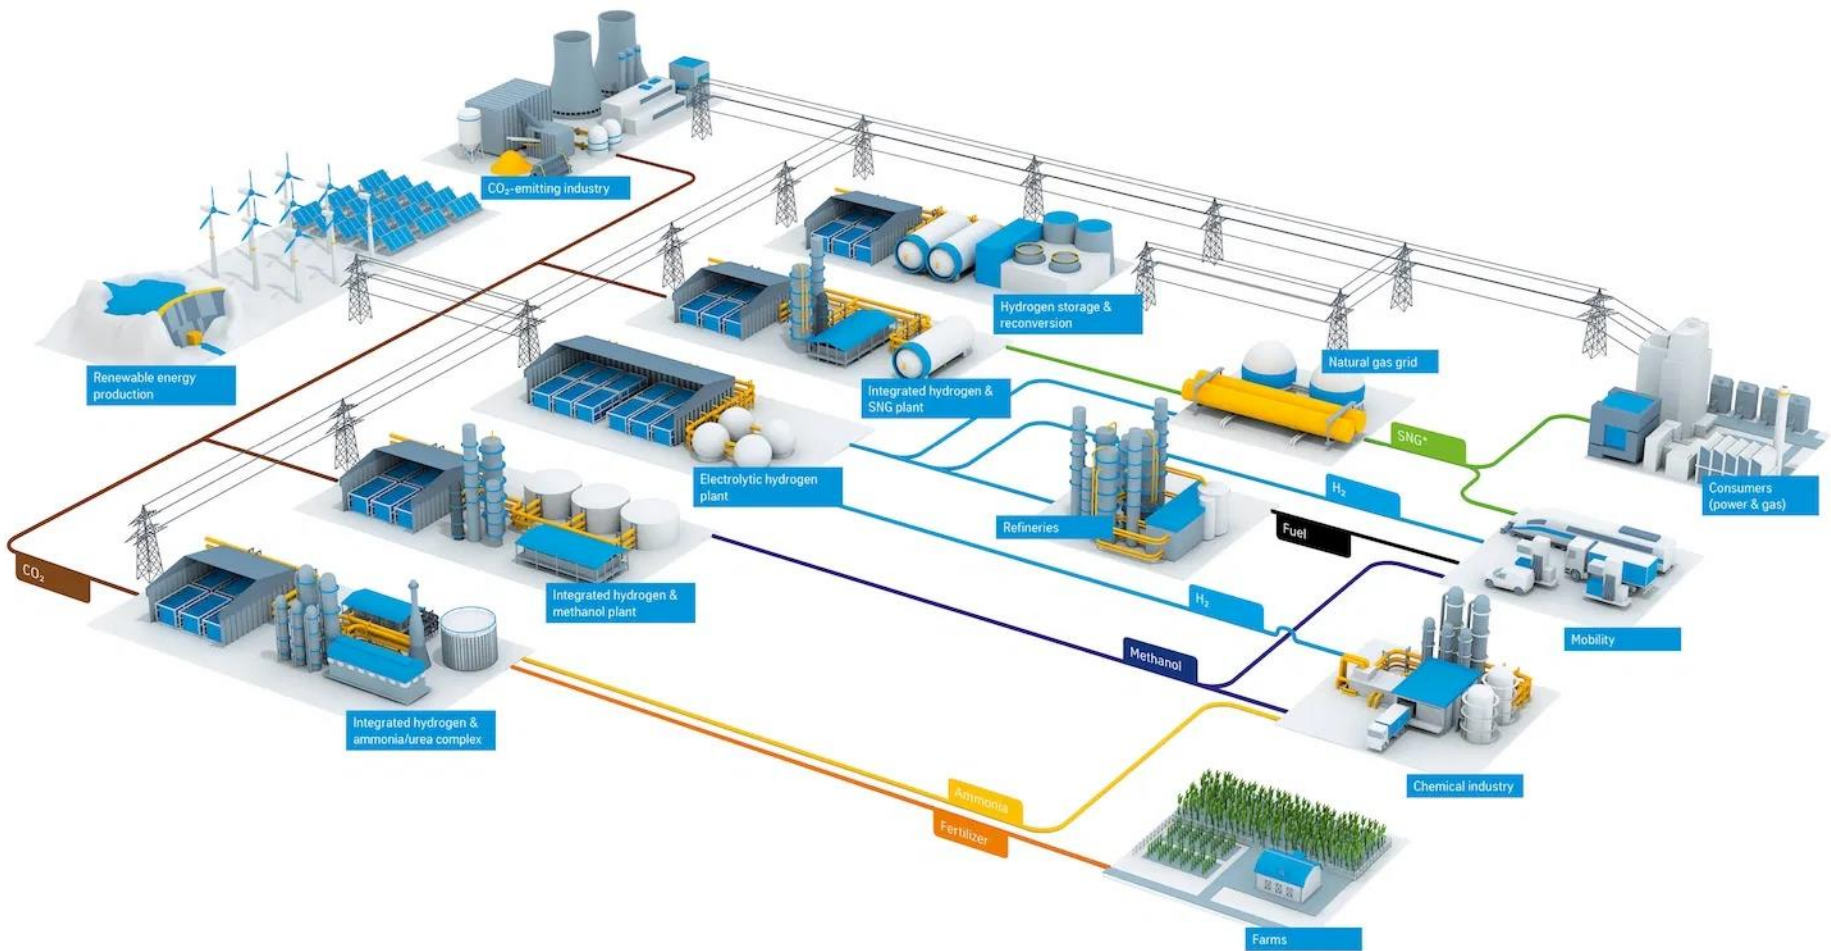 CO₂-emitting industry
Renewable energy
production
Hydrogen storage &
reconversion
Natural gas grid
Integrated hydrogen &
SNG plant
SNG*
Electrolytic hydrogen
plant
H₂
Consumers
(power & gas)
Refineries
Fuel
CO₂
Integrated hydrogen &
methanol plant
H₂
Mobility
Methanol
Integrated hydrogen &
ammonia/urea complex
Chemical industry
Ammonia
Fertilizer
Farms